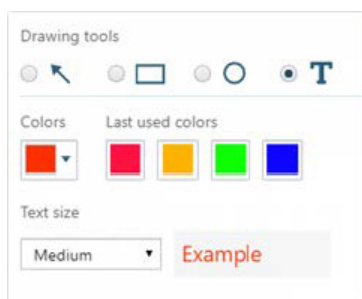 Drawing tools
T
Colors Last used colors
Text size
Medium Example